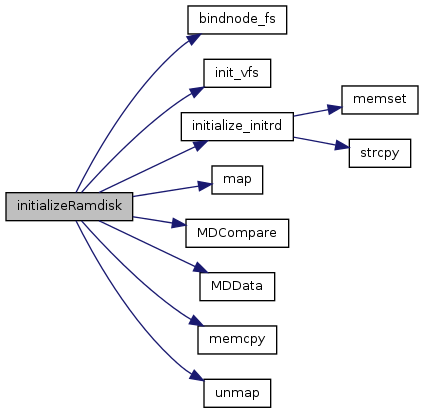 bindnode_fs
init_vfs
memset
initialize_initrd
strcpy
map
initializeRamdisk
MDCompare
MDData
memcpy
unmap